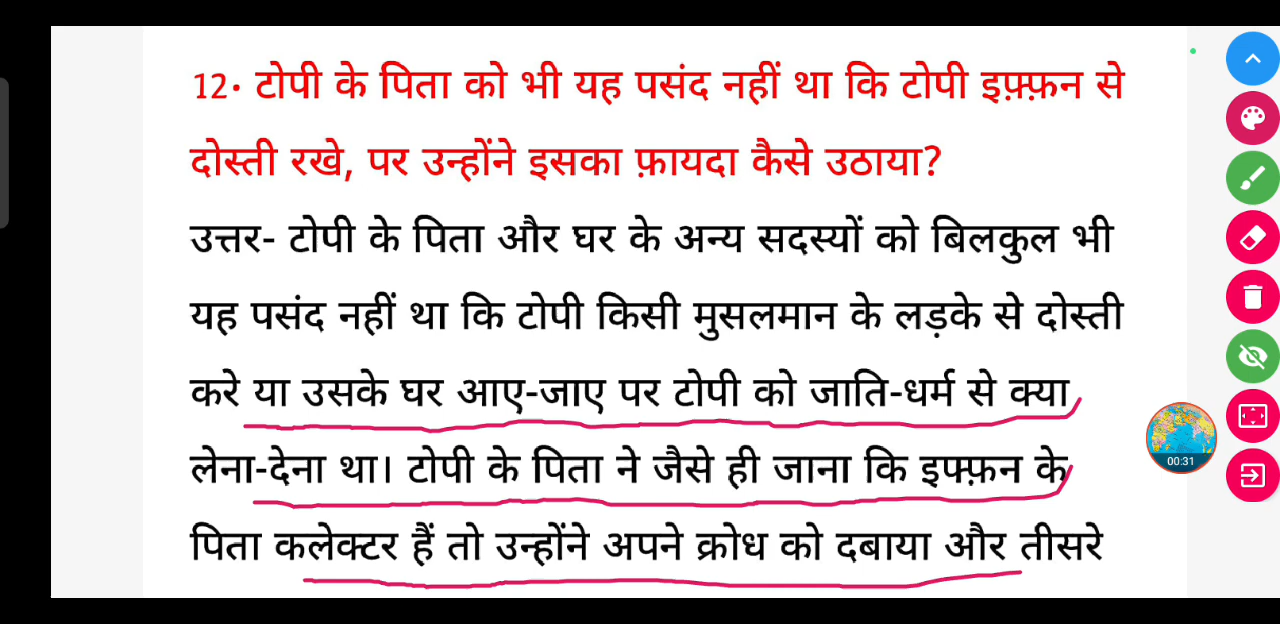 12· टोपी के पिता को भी यह पसंद नहीं था कि टोपी इफ़्फ़न से
दोस्ती रखे, पर उन्होंने इसका फ़ायदा कैसे उठाया?
उत्तर- टोपी के पिता और घर के अन्य सदस्यों को बिलकुल भी
यह पसंद नहीं था कि टोपी किसी मुसलमान के लड़के से दोस्ती
करे या उसके घर आए-जाए पर टोपी को जाति-धर्म से क्या
लेना-देना था। टोपी के पिता ने जैसे ही जाना कि इफ्फ़न के
पिता कलेक्टर हैं तो उन्होंने अपने क्रोध को दबाया और तीसरे
00:31